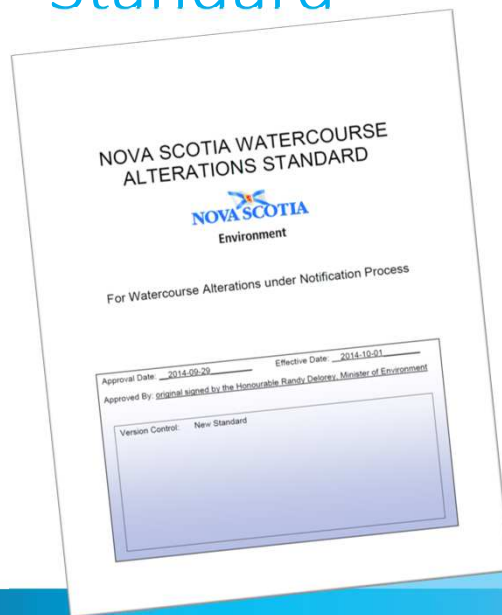 Standard
NOVA SCOTIA WATERCOURSE
ALTERATIONS STANDARD
NOVA SCOTIA
Environment
For Watercourse Alterations under Notification Process
Approval Date: 2014-09-29 Effective Date: 2014-10-01
Approved By: original signed by the Honourable Randy Delorey, Minister of Environment
Version Control: New Standard